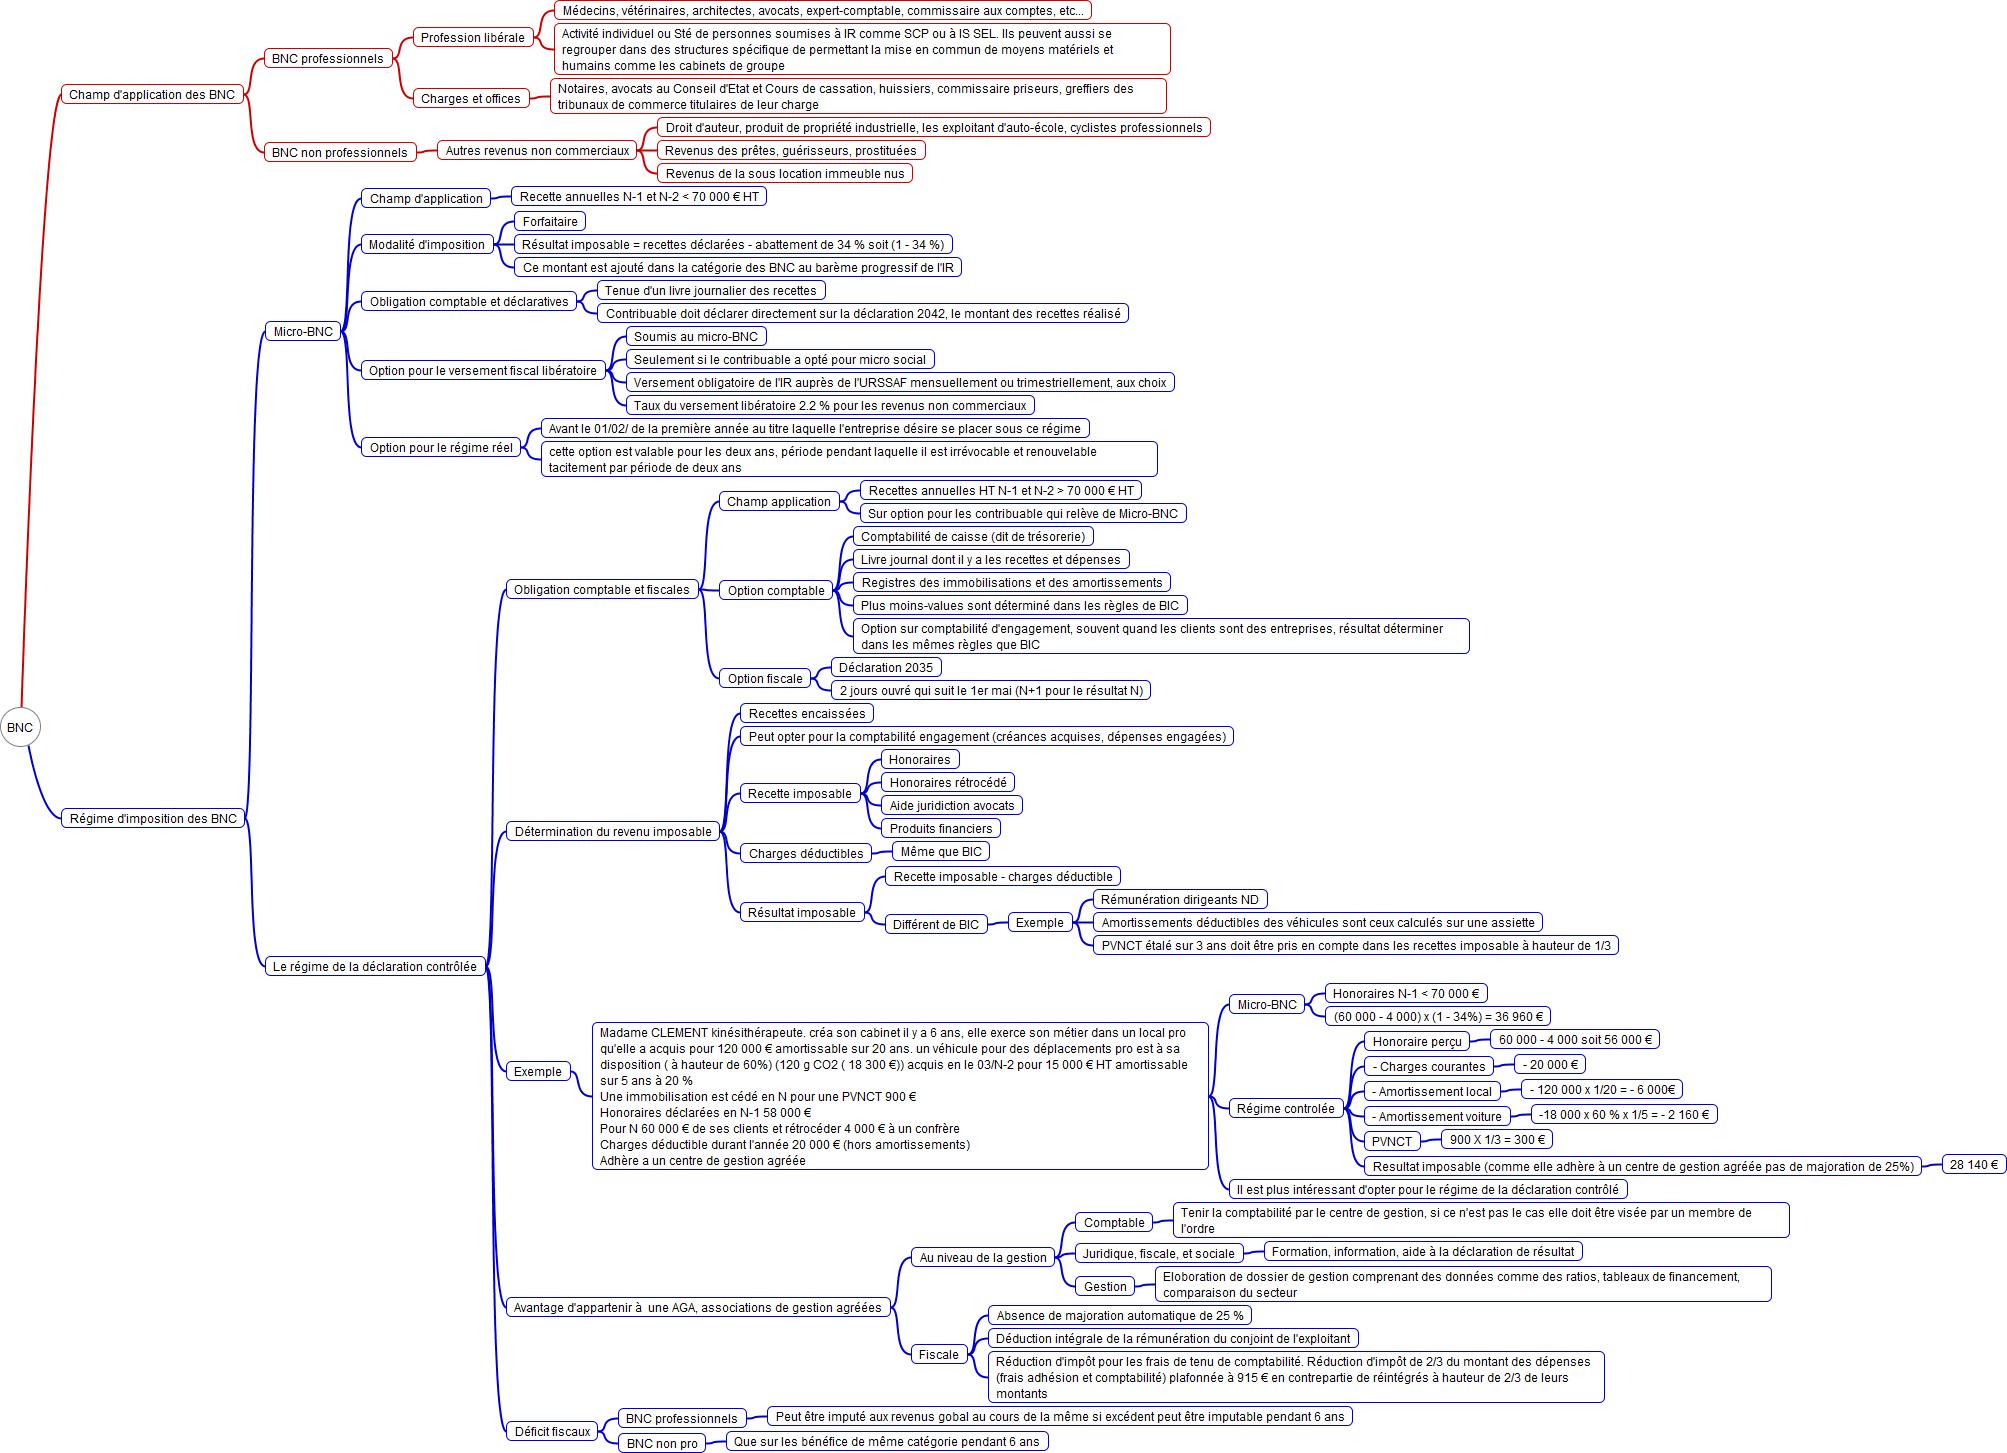 BNC
Champ d'application des BNC
BNC professionnels
Profession libérale
Médecins, vétérinaires, architectes, avocats, expert-comptable, commissaire aux comptes, etc...
Activité individuel ou Sté de personnes soumises à IR comme SCP ou à IS SEL. Ils peuvent aussi se
regrouper dans des structures spécifique de permettant la mise en commun de moyens matériels et
humains comme les cabinets de groupe
Charges et offices
Notaires, avocats au Conseil d'Etat et Cours de cassation, huissiers, commissaire priseurs, greffiers des
tribunaux de commerce titulaires de leur charge
BNC non professionnels
Autres revenus non commerciaux
Droit d'auteur, produit de propriété industrielle, les exploitant d'auto-école, cyclistes professionnels
Revenus des prêtes, guérisseurs, prostituées
Revenus de la sous location immeuble nus
Régime d'imposition des BNC
Micro-BNC
Champ d'application
Recette annuelles N-1 et N-2 < 70 000 € HT
Modalité d'imposition
Forfaitaire
Résultat imposable = recettes déclarées - abattement de 34 % soit (1 - 34 %)
Ce montant est ajouté dans la catégorie des BNC au barème progressif de l'IR
Obligation comptable et déclaratives
Tenue d'un livre journalier des recettes
Contribuable doit déclarer directement sur la déclaration 2042, le montant des recettes réalisé
Option pour le versement fiscal libératoire
Soumis au micro-BNC
Seulement si le contribuable a opté pour micro social
Versement obligatoire de l'IR auprès de l'URSSAF mensuellement ou trimestriellement, aux choix
Taux du versement libératoire 2.2 % pour les revenus non commerciaux
Option pour le régime réel
Avant le 01/02/ de la première année au titre laquelle l'entreprise désire se placer sous ce régime
cette option est valable pour les deux ans, période pendant laquelle il est irrévocable et renouvelable
tacitement par période de deux ans
Le régime de la déclaration contrôlée
Obligation comptable et fiscales
Champ application
Recettes annuelles HT N-1 et N-2 > 70 000 € HT
Sur option pour les contribuable qui relève de Micro-BNC
Option comptable
Comptabilité de caisse (dit de trésorerie)
Livre journal dont il y a les recettes et dépenses
Registres des immobilisations et des amortissements
Plus moins-values sont déterminé dans les règles de BIC
Option sur comptabilité d'engagement, souvent quand les clients sont des entreprises, résultat déterminer
dans les mêmes règles que BIC
Option fiscale
Déclaration 2035
2 jours ouvré qui suit le 1er mai (N+1 pour le résultat N)
Détermination du revenu imposable
Recettes encaissées
Peut opter pour la comptabilité engagement (créances acquises, dépenses engagées)
Recette imposable
Honoraires
Honoraires rétrocédé
Aide juridiction avocats
Produits financiers
Charges déductibles
Même que BIC
Résultat imposable
Recette imposable - charges déductible
Différent de BIC
Exemple
Rémunération dirigeants ND
Amortissements déductibles des véhicules sont ceux calculés sur une assiette
PVNCT étalé sur 3 ans doit être pris en compte dans les recettes imposable à hauteur de 1/3
Exemple
Madame CLEMENT kinésithérapeute. créa son cabinet il y a 6 ans, elle exerce son métier dans un local pro
qu'elle a acquis pour 120 000 € amortissable sur 20 ans. un véhicule pour des déplacements pro est à sa
disposition ( à hauteur de 60%) (120 g CO2 ( 18 300 €)) acquis en le 03/N-2 pour 15 000 € HT amortissable
sur 5 ans à 20 %
Une immobilisation est cédé en N pour une PVNCT 900 €
Honoraires déclarées en N-1 58 000 €
Pour N 60 000 € de ses clients et rétrocéder 4 000 € à un confrère
Charges déductible durant l'année 20 000 € (hors amortissements)
Adhère a un centre de gestion agréée
Micro-BNC
Honoraires N-1 < 70 000 €
(60 000 - 4 000) x (1 - 34%) = 36 960 €
Régime controlée
Honoraire perçu
60 000 - 4 000 soit 56 000 €
- Charges courantes
- 20 000 €
- Amortissement local
- 120 000 x 1/20 = - 6 000€
- Amortissement voiture
-18 000 x 60 % x 1/5 = - 2 160 €
PVNCT
900 X 1/3 = 300 €
Resultat imposable (comme elle adhère à un centre de gestion agréée pas de majoration de 25%)
28 140 €
Il est plus intéressant d'opter pour le régime de la déclaration contrôlé
Avantage d'appartenir à une AGA, associations de gestion agréées
Au niveau de la gestion
Comptable
Tenir la comptabilité par le centre de gestion, si ce n'est pas le cas elle doit être visée par un membre de
l'ordre
Juridique, fiscale, et sociale
Formation, information, aide à la déclaration de résultat
Gestion
Eloboration de dossier de gestion comprenant des données comme des ratios, tableaux de financement,
comparaison du secteur
Fiscale
Absence de majoration automatique de 25 %
Déduction intégrale de la rémunération du conjoint de l'exploitant
Réduction d'impôt pour les frais de tenu de comptabilité. Réduction d'impôt de 2/3 du montant des dépenses
(frais adhésion et comptabilité) plafonnée à 915 € en contrepartie de réintégrés à hauteur de 2/3 de leurs
montants
Déficit fiscaux
BNC professionnels
Peut être imputé aux revenus gobal au cours de la même si excédent peut être imputable pendant 6 ans
BNC non pro
Que sur les bénéfice de même catégorie pendant 6 ans